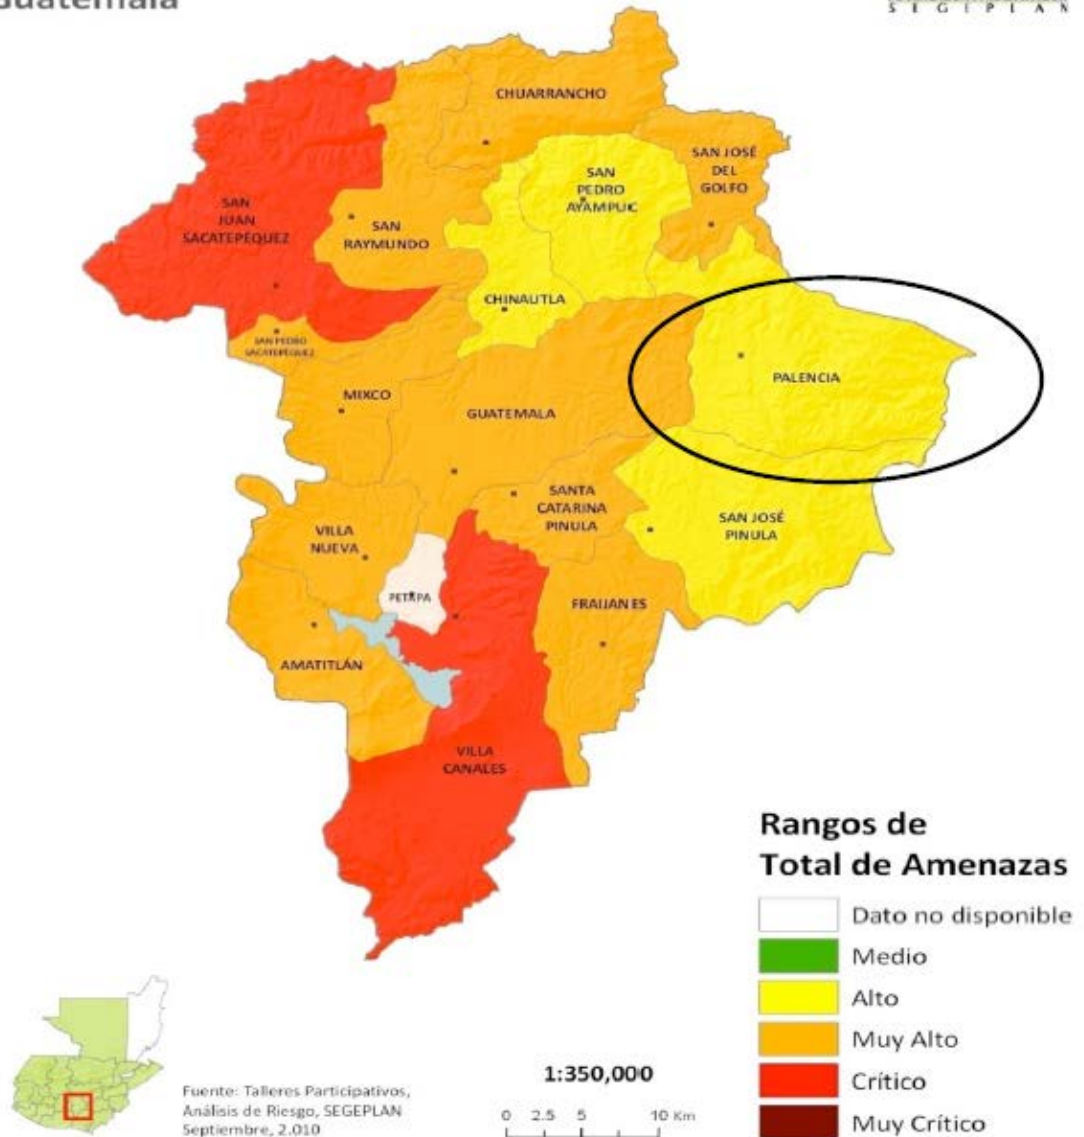 Guatemala
SEGEPLAN
CHUARRANCHO
SAN JOSÉ
DEL
GOLFO
SAN
PEDRO
AYAMPUC
SAN
JUAN
SACATEPÉQUEZ
SAN
RAYMUNDO
CHINAUTLA
SAN PEDRO
SACATEPÉQUEZ
PALENCIA
MIXCO
GUATEMALA
SANTA
CATARINA
PINULA
SAN JOSÉ
PINULA
VILLA
NUEVA
PETAPA
FRAIJANES
AMATITLÁN
VILLA
CANALES
Rangos de
Total de Amenazas
Dato no disponible
Medio
Alto
Muy Alto
Crítico
Muy Crítico
Fuente: Talleres Participativos,
Análisis de Riesgo, SEGEPLAN
Septiembre, 2.010
1:350,000
0 2.5 5 10 Km